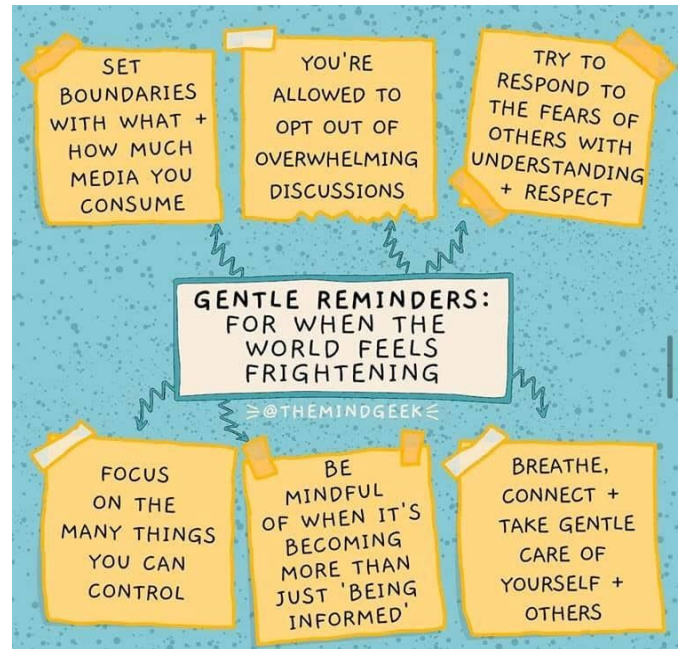 SET
BOUNDARIES
WITH WHAT +
HOW MUCH
MEDIA YOU
CONSUME
YOU'RE
ALLOWED TO
OPT OUT OF
OVERWHELMING
DISCUSSIONS
TRY TO
RESPOND TO
THE FEARS OF
OTHERS WITH
UNDERSTANDING
+ RESPECT
GENTLE REMINDERS:
FOR WHEN THE
WORLD FEELS
FRIGHTENING
@THEMINDGEEK
FOCUS
ON THE
MANY THINGS
YOU CAN
CONTROL
BE
MINDFUL
OF WHEN IT'S
BECOMING
MORE THAN
JUST 'BEING
INFORMED'
BREATHE,
CONNECT +
TAKE GENTLE
CARE OF
YOURSELF +
OTHERS